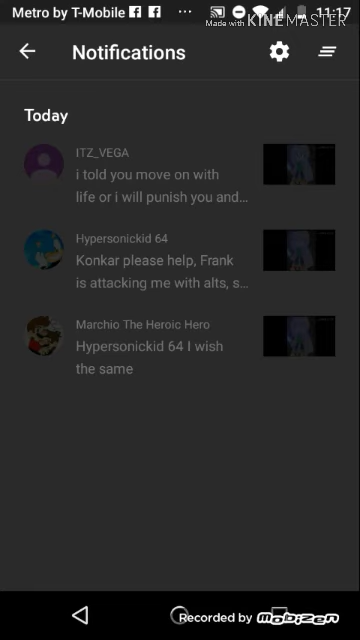 Metro by T-Mobile
11:17
Made with KINEMASTER
Notifications
Today
ITZ_VEGA
i told you move on with
life or i will punish you and...
Hypersonickid 64
Konkar please help, Frank
is attacking me with alts, s...
Marchio The Heroic Hero
Hypersonickid 64 I wish
the same
Recorded by mobizen